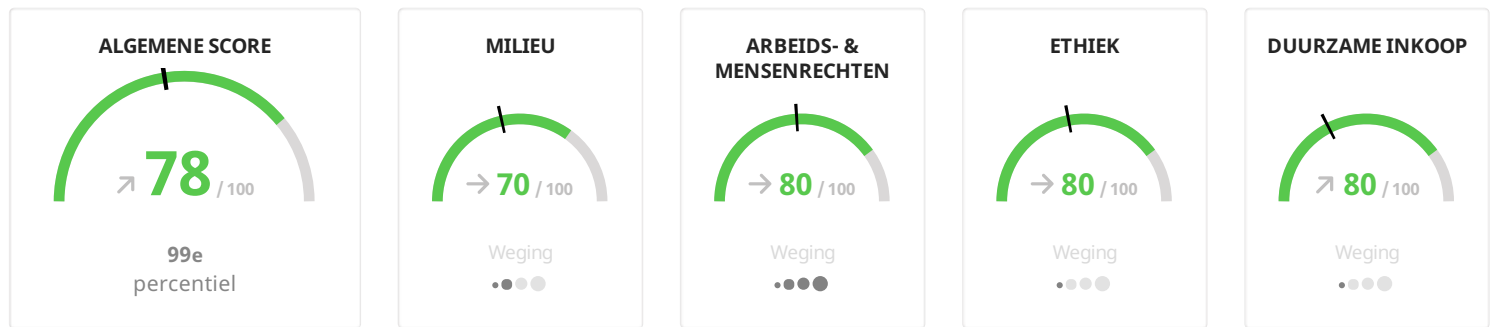 ALGEMENE SCORE
78 / 100
99e
percentiel
MILIEU
70 / 100
Weging
ARBEIDS- &
MENSENRECHTEN
80 / 100
Weging
ETHIEK
80 / 100
Weging
DUURZAME INKOOP
80 / 100
Weging